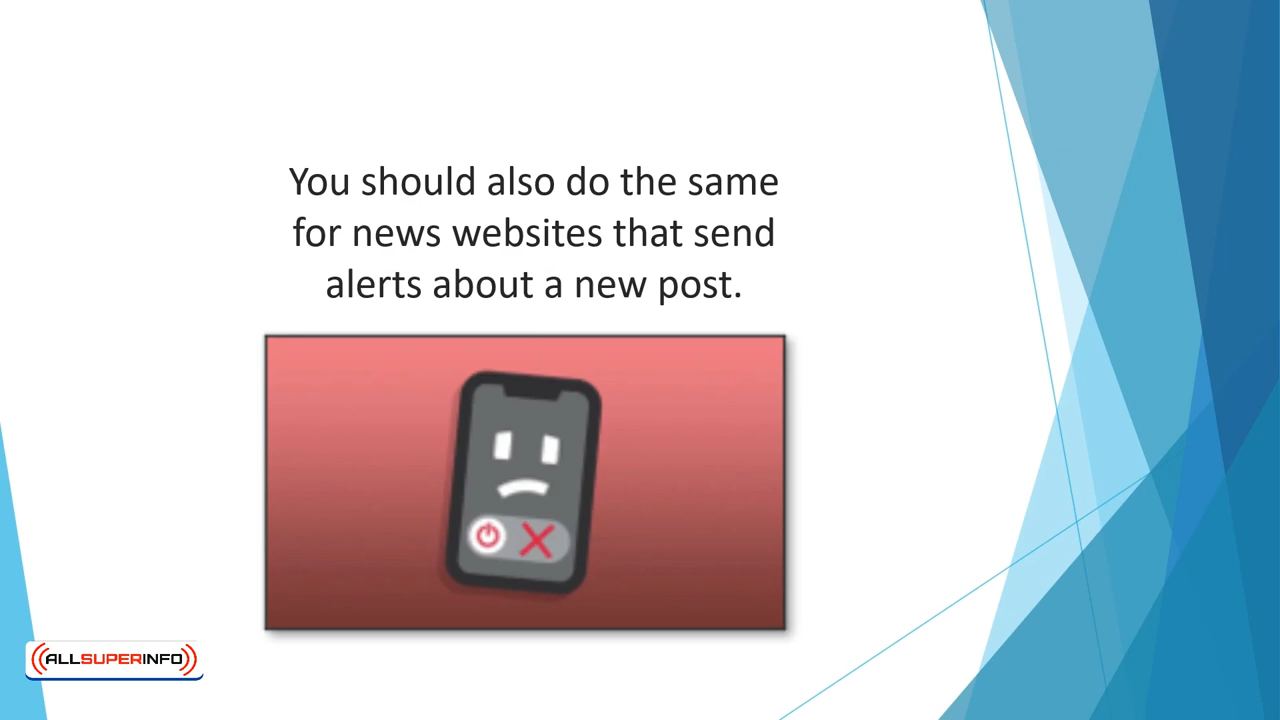 You should also do the same
for news websites that send
alerts about a new post.
ALLSUPERINFO